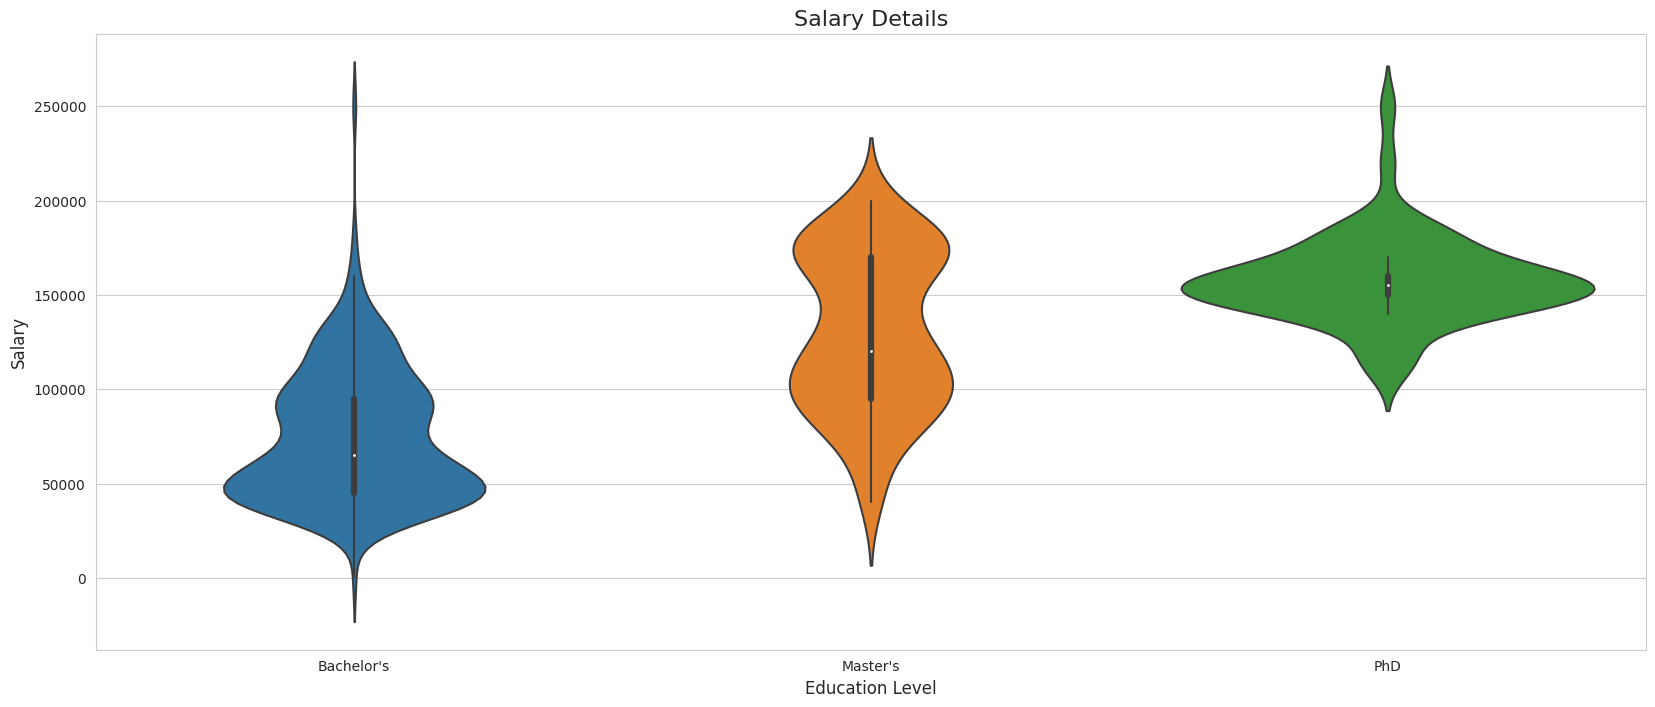 Salary Details
Salary
250000
200000
150000
100000
50000
0
Bachelor's Master's PhD
Education Level